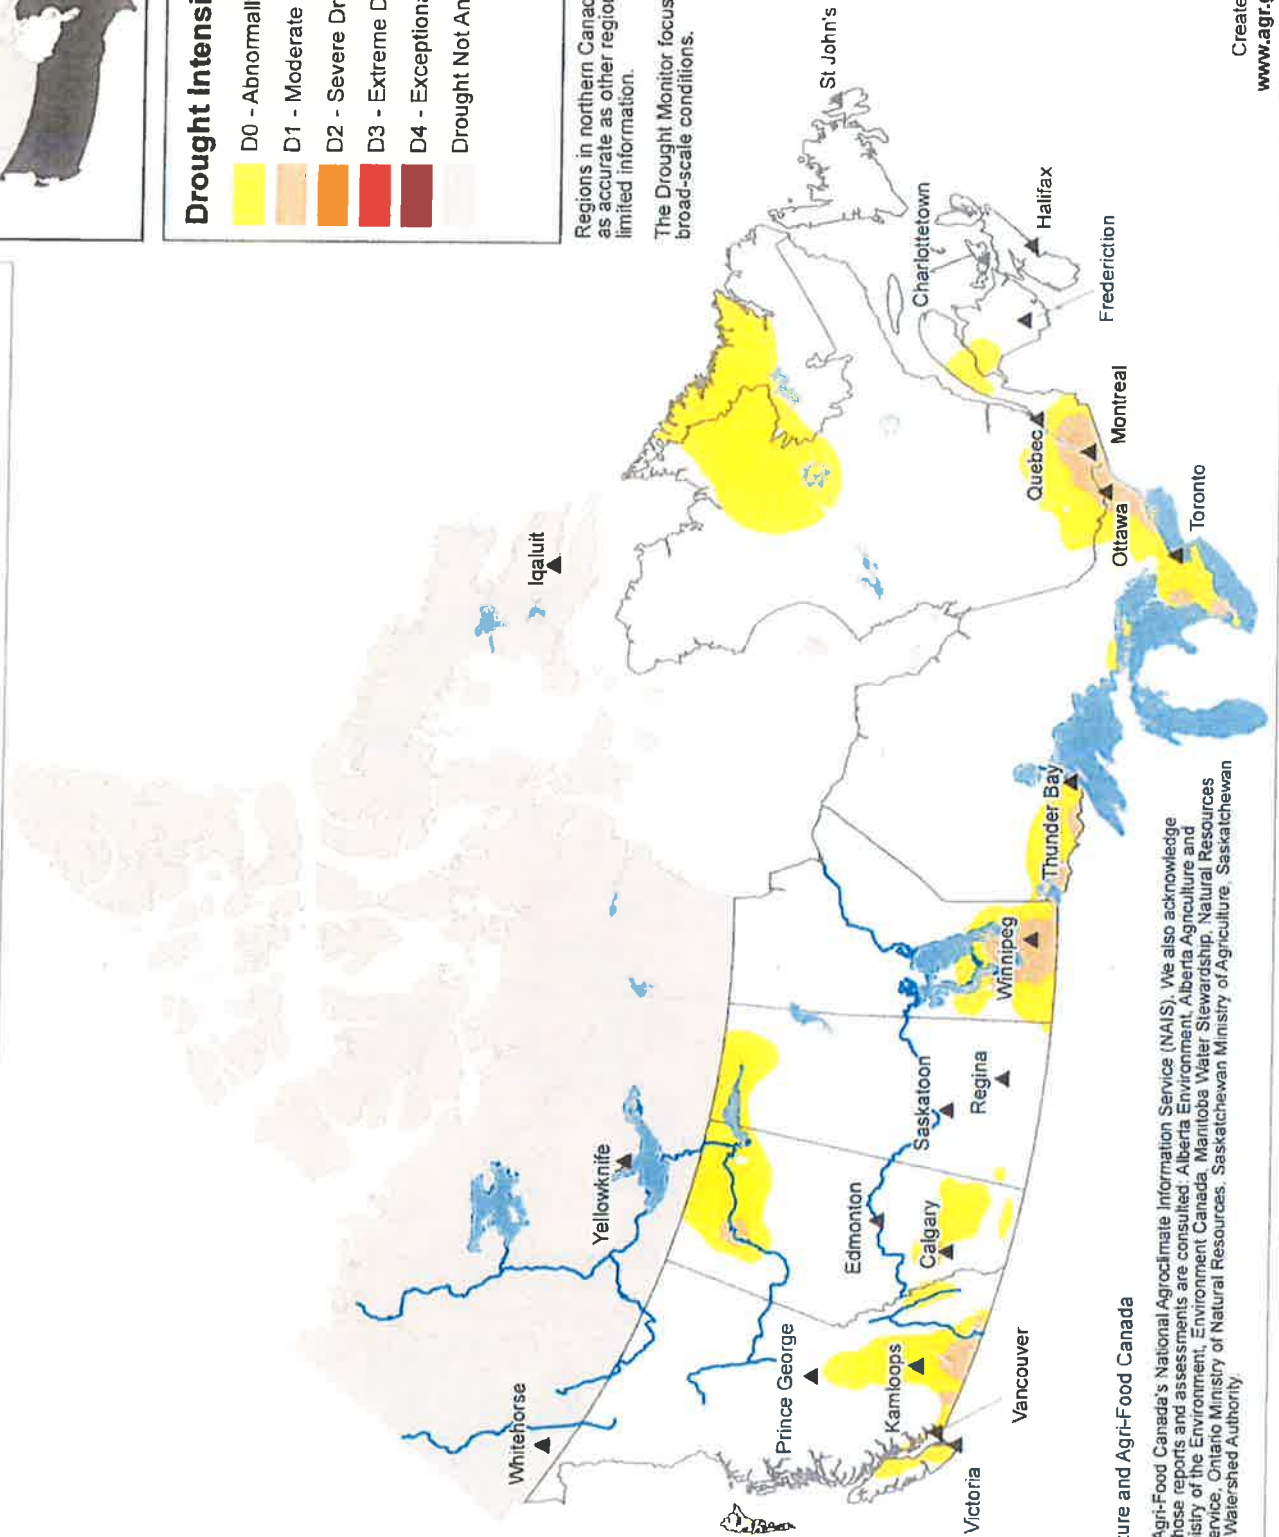 Drought Intensi
D0 - Abnormall
D1 - Moderate
D2 - Severe Dr
D3 - Extreme D
D4 - Exceptiona
Drought Not An
Regions in northern Canac
as accurate as other region
limited information.
The Drought Monitor focus
broad-scale conditions.
Iqaluit
Yellowknife
Whitehorse
St John's
Charlottetown
Halifax
Frederiction
Quebec
Montreal
Ottawa
Toronto
Thunder Bay
Winnipeg
Saskatoon
Regina
Edmonton
Calgary
Prince George
Kamloops
Vancouver
Victoria
ure and Agri-Food Canada
Agri-Food Canada's National Agroclimate Information Service (NAIS). We also acknowledge
hose reports and assessments are consulted: Alberta Environment, Alberta Agriculture and
istry of the Environment, Environment Canada, Manitoba Water Stewardship, Natural Resources
rvice, Ontario Ministry of Natural Resources, Saskatchewan Ministry of Agriculture, Saskatchewan
Watershed Authority.
Create
www.agr.g